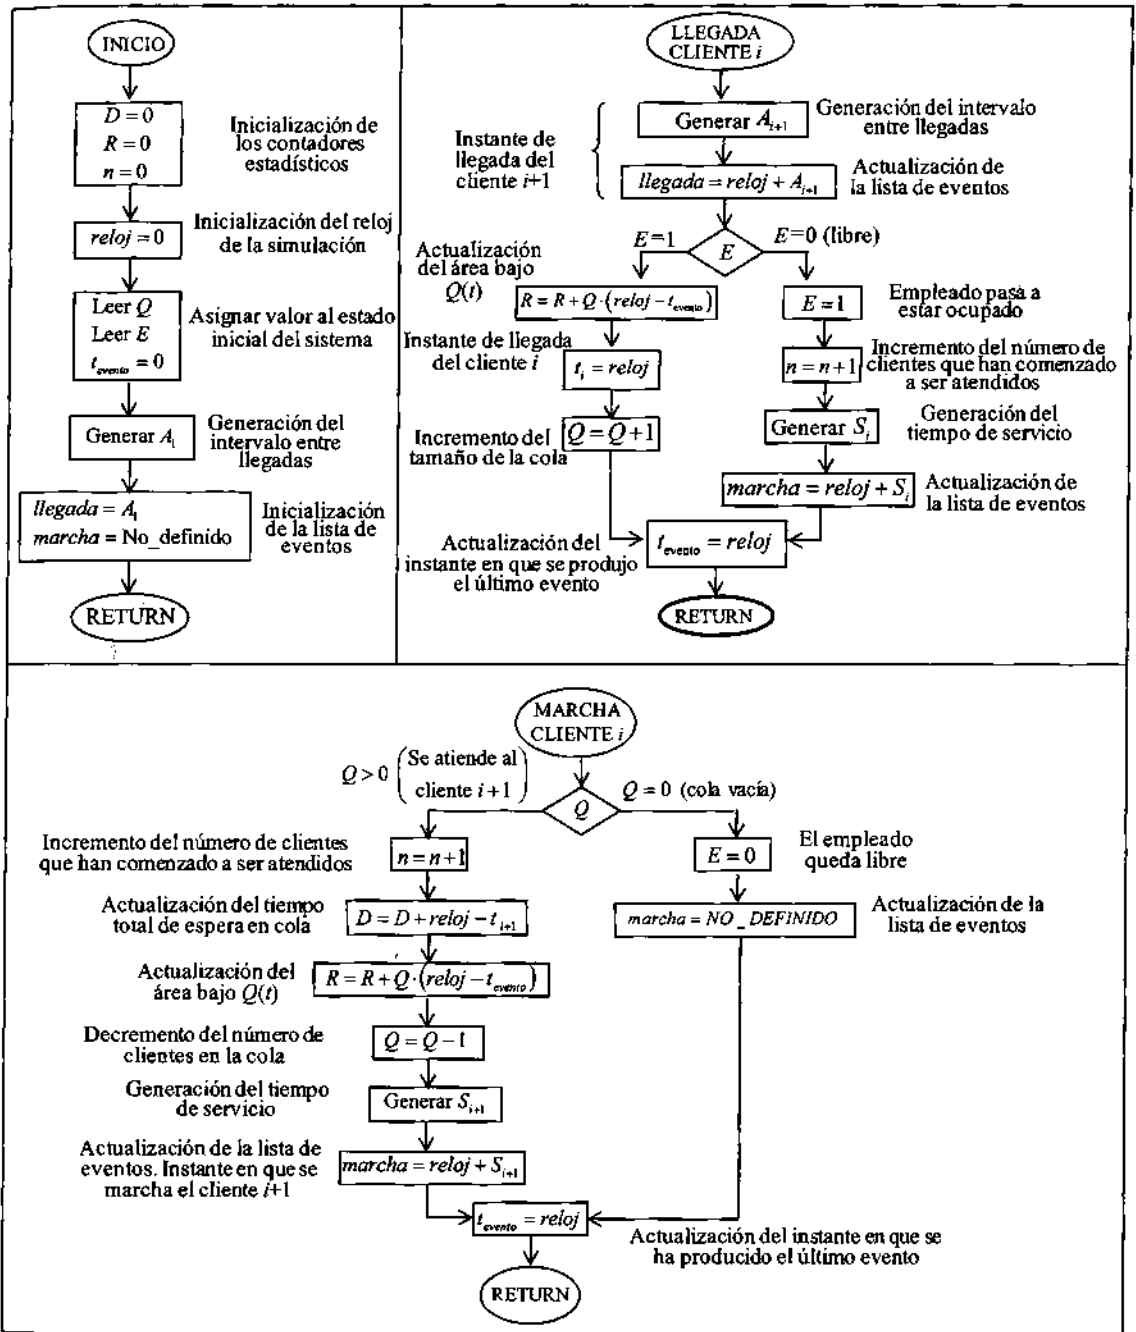 INICIO
D = 0
R = 0
n = 0
Inicialización de
los contadores
estadísticos
reloj = 0
Inicialización del reloj
de la simulación
Leer Q
Leer E
t_evento = 0
Asignar valor al estado
inicial del sistema
Generar A_1
Generación del
intervalo entre
llegadas
llegada = A_1
marcha = No_definido
Inicialización
de la lista de
eventos
RETURN
LLEGADA
CLIENTE i
Instante de
llegada del
cliente i+1
Generar A_{i+1}
Generación del intervalo
entre llegadas
llegada = reloj + A_{i+1}
Actualización de
la lista de eventos
E=1
E
E=0 (libre)
Actualización
del área bajo
Q(t)
R = R + Q·(reloj − t_evento)
Instante de llegada
del cliente i
t_i = reloj
Incremento del
tamaño de la cola
Q = Q+1
E = 1
Empleado pasa a
estar ocupado
n = n+1
Incremento del número de
clientes que han comenzado
a ser atendidos
Generar S_i
Generación del
tiempo de servicio
marcha = reloj + S_i
Actualización de
la lista de eventos
Actualización del
instante en que se produjo
el último evento
t_evento = reloj
RETURN
MARCHA
CLIENTE i
Q > 0 (Se atiende al
cliente i+1)
Q
Q = 0 (cola vacía)
Incremento del número de clientes
que han comenzado a ser atendidos
n = n+1
Actualización del tiempo
total de espera en cola
D = D + reloj − t_{i+1}
Actualización del
área bajo Q(t)
R = R + Q·(reloj − t_evento)
Decremento del número de
clientes en la cola
Q = Q − 1
Generación del tiempo
de servicio
Generar S_{i+1}
Actualización de la lista de
eventos. Instante en que se
marcha el cliente i+1
marcha = reloj + S_{i+1}
E = 0
El empleado
queda libre
marcha = NO_DEFINIDO
Actualización de la
lista de eventos
t_evento = reloj
Actualización del instante en que se
ha producido el último evento
RETURN